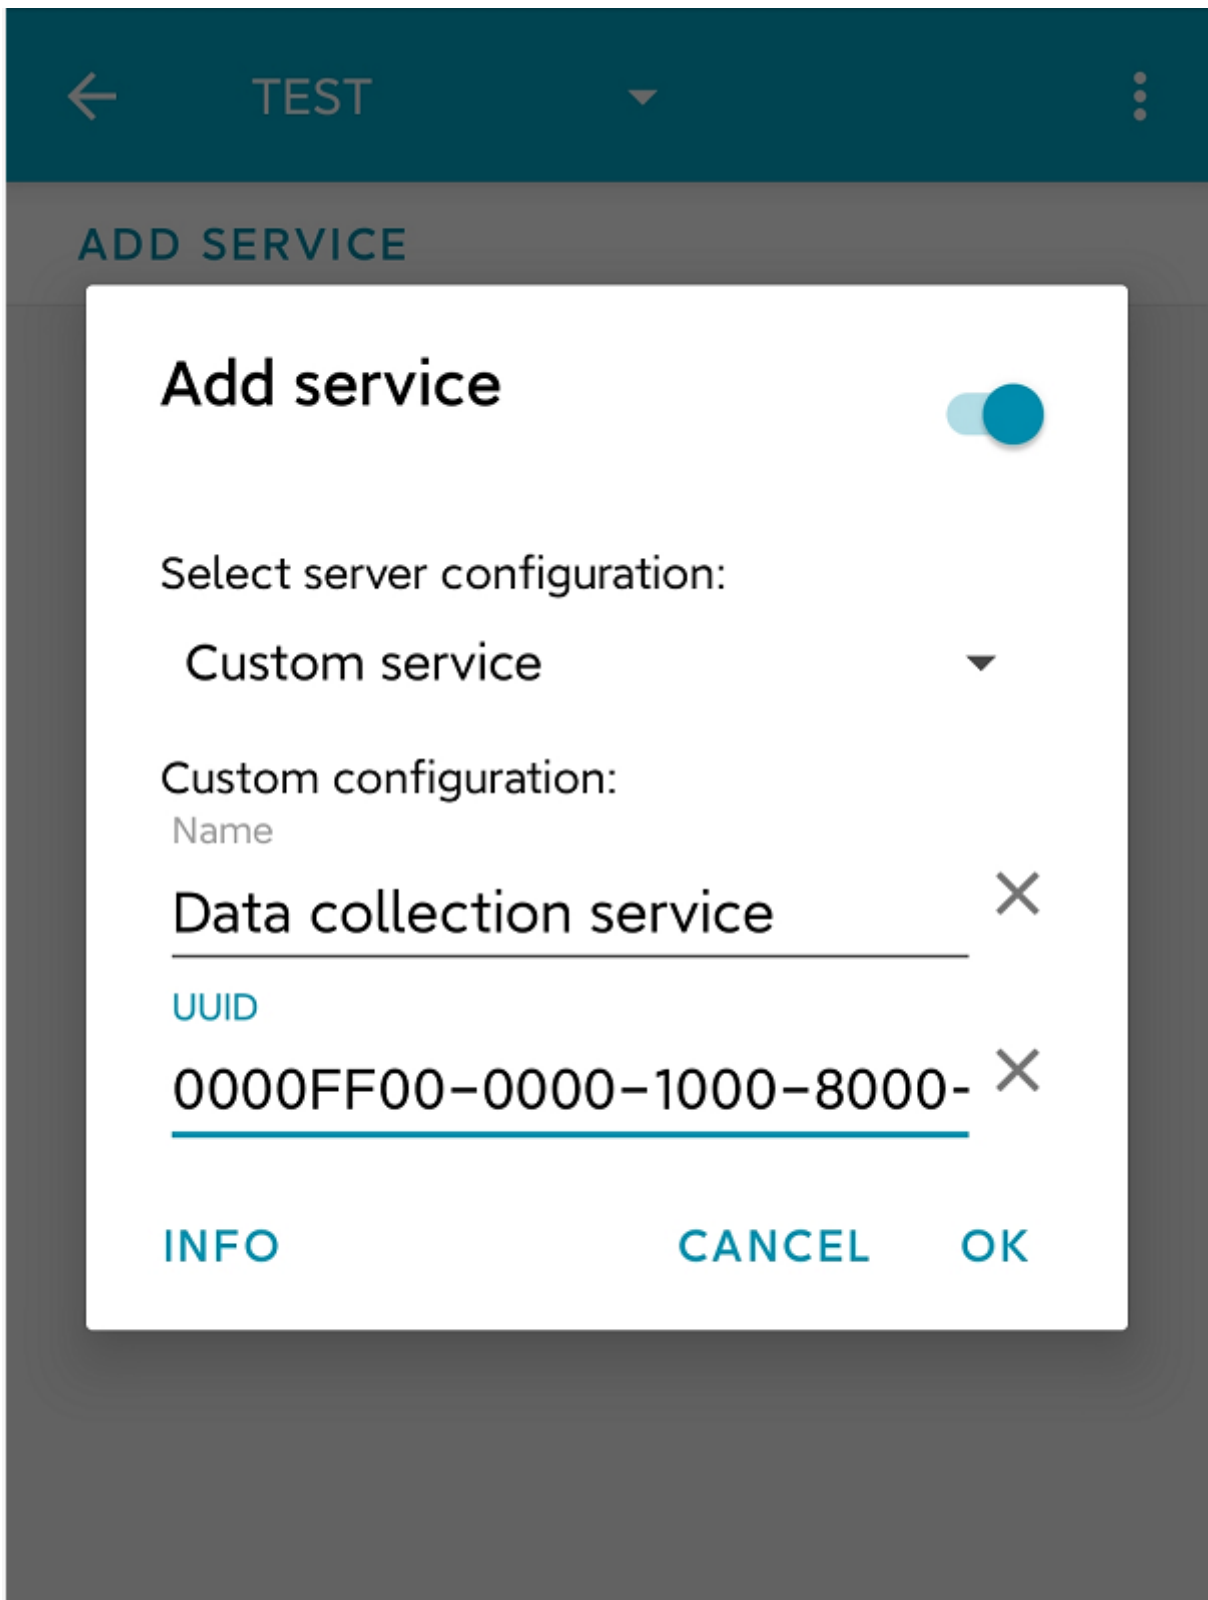 TEST
ADD SERVICE
Add service
Select server configuration:
Custom service
Custom configuration:
Name
Data collection service
UUID
0000FF00-0000-1000-8000-
INFO CANCEL OK